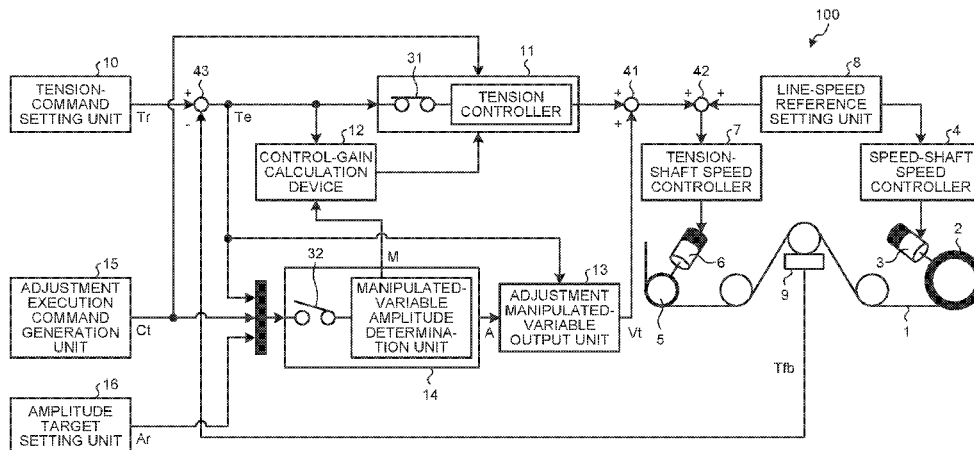 100
10
TENSION-
COMMAND
SETTING UNIT
Tr
+
43
-
Te
31
11
TENSION
CONTROLLER
41
+
+
42
+
+
8
LINE-SPEED
REFERENCE
SETTING UNIT
12
CONTROL-GAIN
CALCULATION
DEVICE
7
TENSION-
SHAFT SPEED
CONTROLLER
4
SPEED-SHAFT
SPEED
CONTROLLER
2
3
6
9
5
1
15
ADJUSTMENT
EXECUTION
COMMAND
GENERATION
UNIT
Ct
32
M
MANIPULATED-
VARIABLE
AMPLITUDE
DETERMINA-
TION UNIT
A
14
13
ADJUSTMENT
MANIPULATED-
VARIABLE
OUTPUT UNIT
Vt
Tfb
16
AMPLITUDE
TARGET
SETTING UNIT
Ar